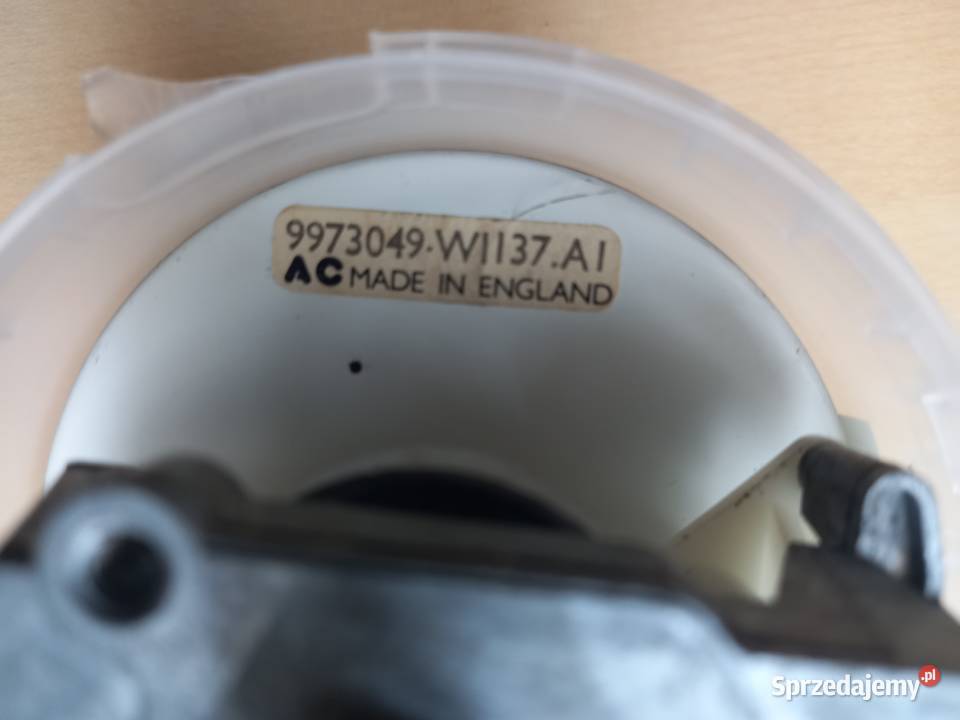 9973049-W1137.A1
AC MADE IN ENGLAND
Sprzedajemy.pl